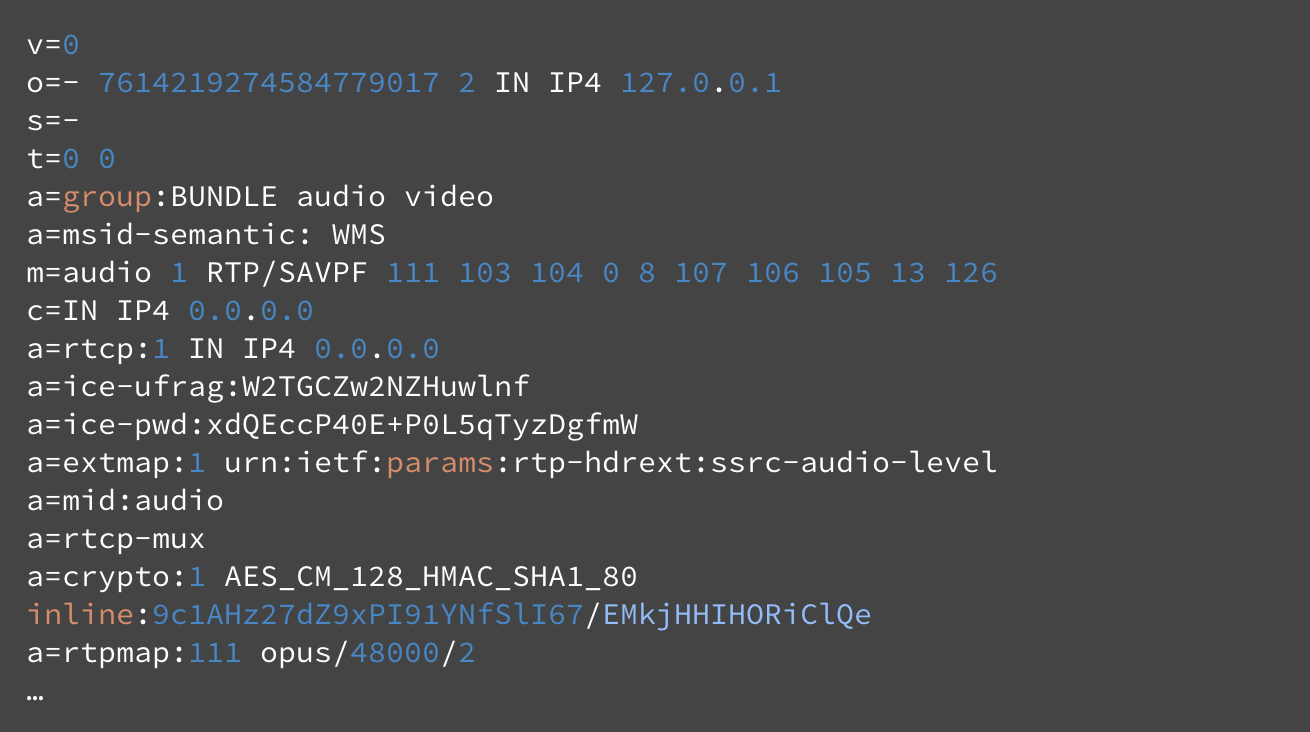 v=0
o=- 7614219274584779017 2 IN IP4 127.0.0.1
s=-
t=0 0
a=group:BUNDLE audio video
a=msid-semantic: WMS
m=audio 1 RTP/SAVPF 111 103 104 0 8 107 106 105 13 126
c=IN IP4 0.0.0.0
a=rtcp:1 IN IP4 0.0.0.0
a=ice-ufrag:W2TGCZw2NZHuwlnf
a=ice-pwd:xdQEccP40E+P0L5qTyzDgfmW
a=extmap:1 urn:ietf:params:rtp-hdrext:ssrc-audio-level
a=mid:audio
a=rtcp-mux
a=crypto:1 AES_CM_128_HMAC_SHA1_80
inline:9c1AHz27dZ9xPI91YNfSlI67/EMkjHHIHORiClQe
a=rtpmap:111 opus/48000/2
…